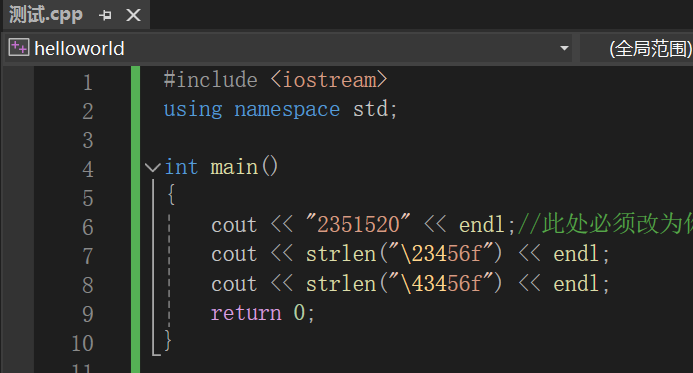 测试.cpp
helloworld (全局范围)
1 #include <iostream>
2 using namespace std;
3
4 int main()
5 {
6 cout << "2351520" << endl;//此处必须改为
7 cout << strlen("\23456f") << endl;
8 cout << strlen("\43456f") << endl;
9 return 0;
10 }
11